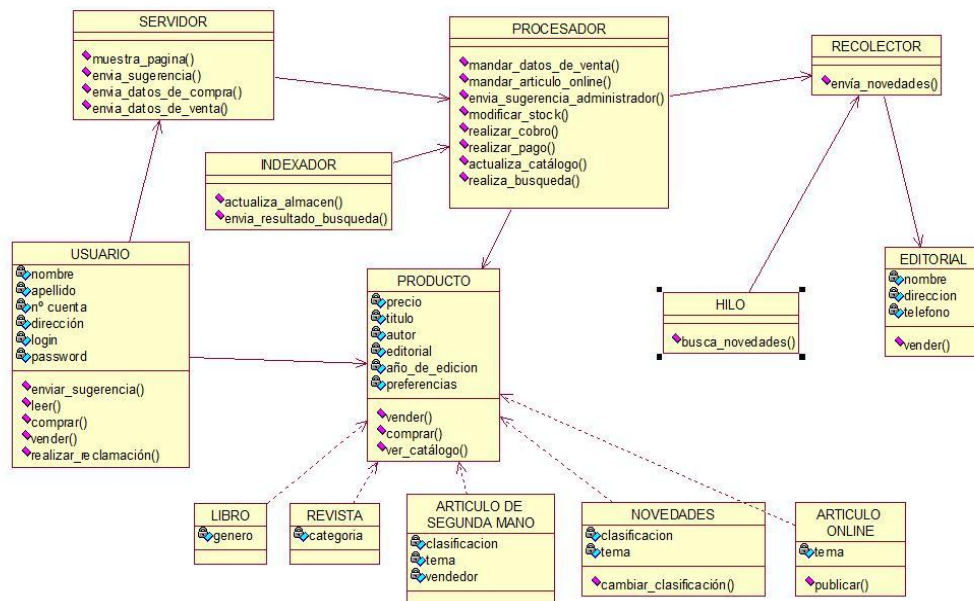 SERVIDOR
muestra_pagina()
envia_sugerencia()
envia_datos_de_compra()
envia_datos_de_venta()
PROCESADOR
mandar_datos_de_venta()
mandar_articulo_online()
envia_sugerencia_administrador()
modificar_stock()
realizar_cobro()
realizar_pago()
actualiza_catálogo()
realiza_busqueda()
RECOLECTOR
envía_novedades()
INDEXADOR
actualiza_almacen()
envia_resultado_busqueda()
USUARIO
nombre
apellido
nº cuenta
dirección
login
password
enviar_sugerencia()
leer()
comprar()
vender()
realizar_reclamación()
PRODUCTO
precio
titulo
autor
editorial
año_de_edicion
preferencias
vender()
comprar()
ver_catálogo()
HILO
busca_novedades()
EDITORIAL
nombre
direccion
telefono
vender()
LIBRO
genero
REVISTA
categoria
ARTICULO DE
SEGUNDA MANO
clasificacion
tema
vendedor
NOVEDADES
clasificacion
tema
cambiar_clasificación()
ARTICULO
ONLINE
tema
publicar()